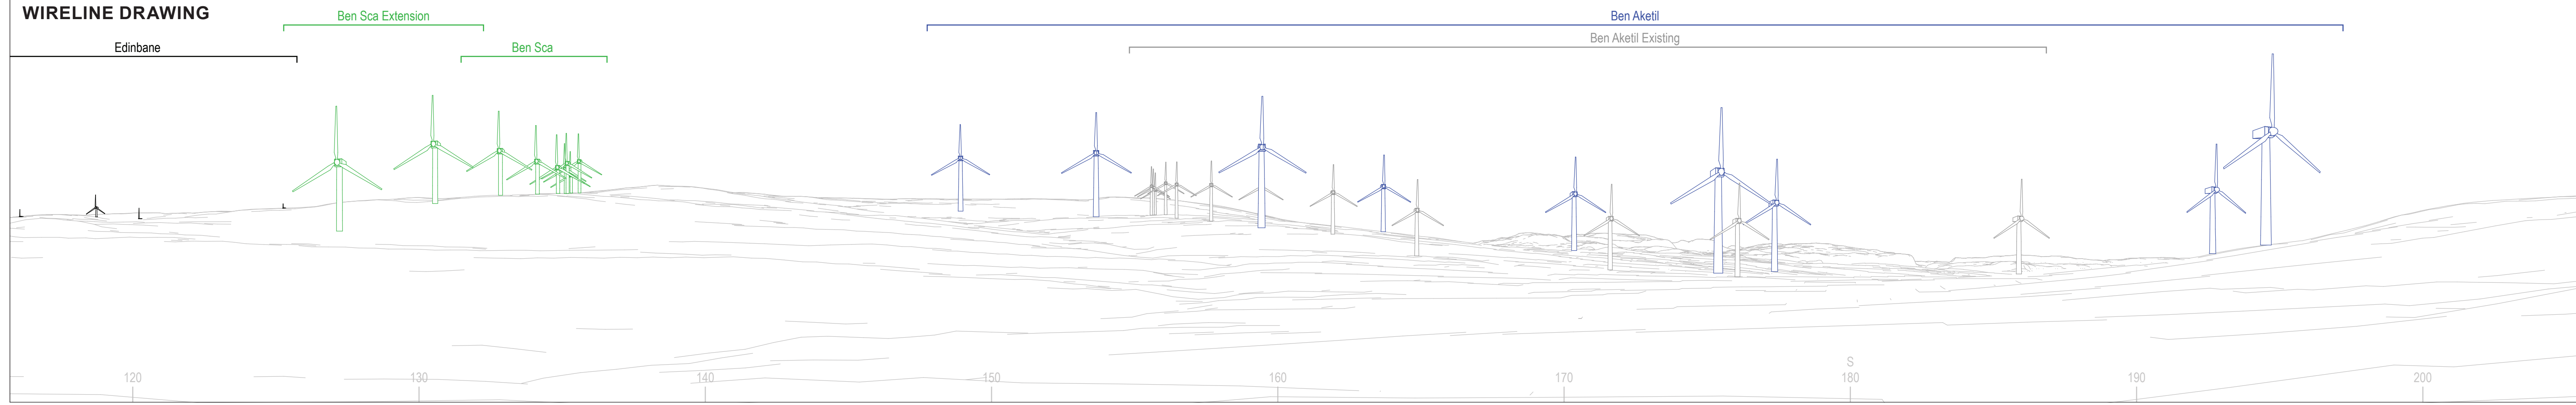 WIRELINE DRAWING
Ben Sca Extension
Ben Aketil
Edinbane
Ben Sca
Ben Aketil Existing
S
120 130 140 150 160 170 180 190 200